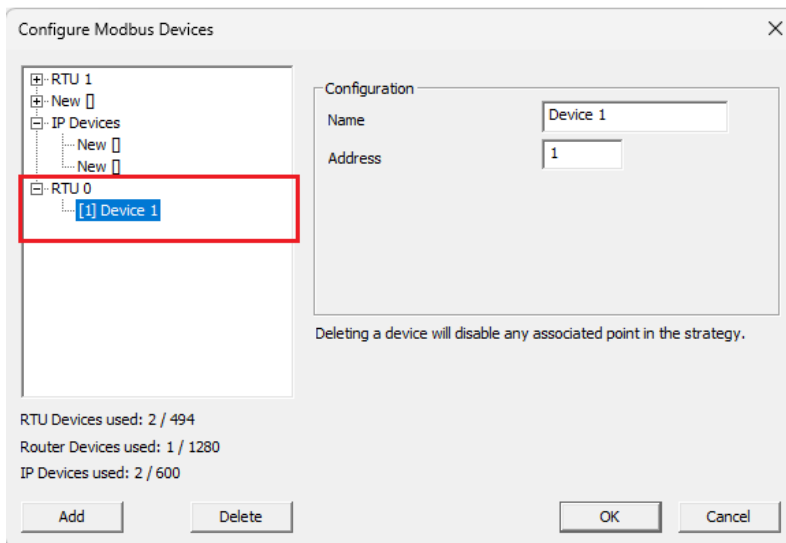 Configure Modbus Devices
RTU 1
New []
IP Devices
New []
New []
RTU 0
[1] Device 1
Configuration
Name
Device 1
Address
1
Deleting a device will disable any associated point in the strategy.
RTU Devices used: 2 / 494
Router Devices used: 1 / 1280
IP Devices used: 2 / 600
Add
Delete
OK
Cancel